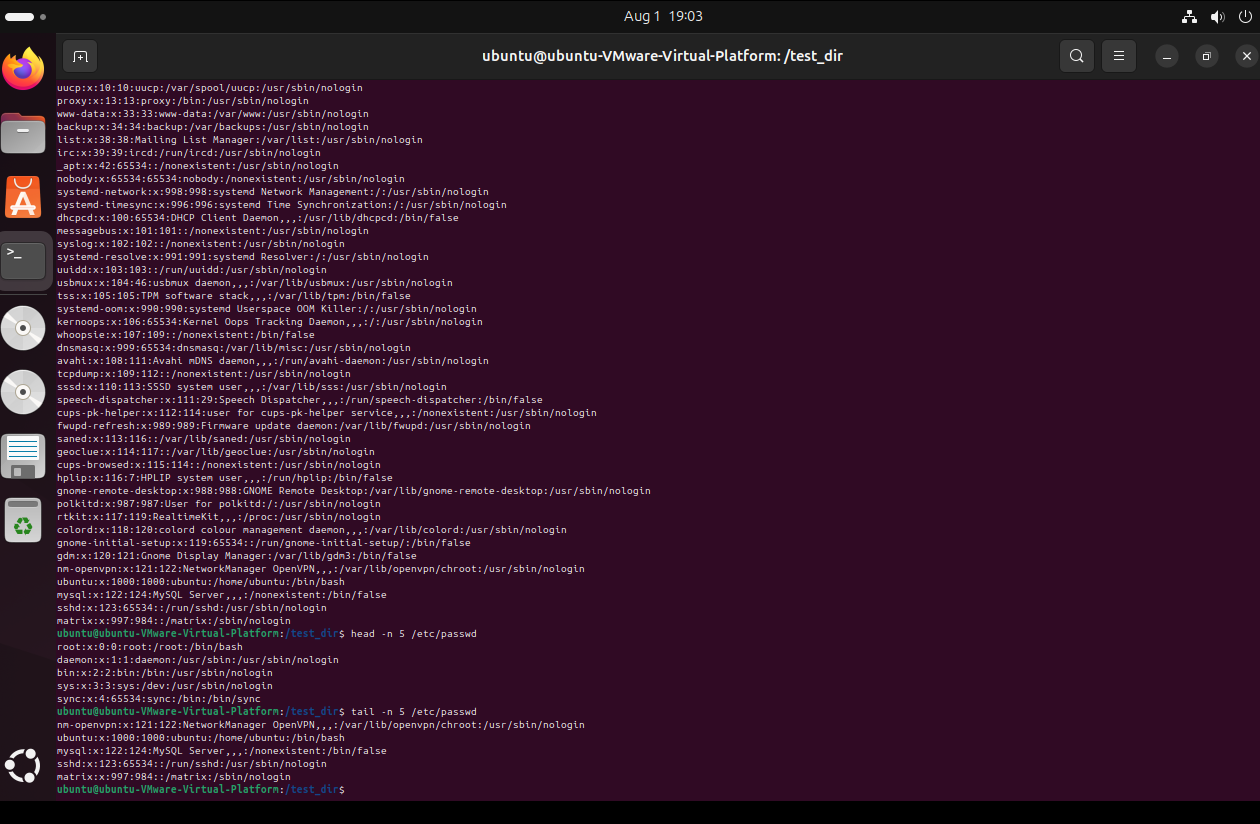 Aug 1 19:03
ubuntu@ubuntu-VMware-Virtual-Platform: /test_dir
uucp:x:10:10:uucp:/var/spool/uucp:/usr/sbin/nologin
proxy:x:13:13:proxy:/bin:/usr/sbin/nologin
www-data:x:33:33:www-data:/var/www:/usr/sbin/nologin
backup:x:34:34:backup:/var/backups:/usr/sbin/nologin
list:x:38:38:Mailing List Manager:/var/list:/usr/sbin/nologin
irc:x:39:39:ircd:/run/ircd:/usr/sbin/nologin
_apt:x:42:65534::/nonexistent:/usr/sbin/nologin
nobody:x:65534:65534:nobody:/nonexistent:/usr/sbin/nologin
systemd-network:x:998:998:systemd Network Management:/:/usr/sbin/nologin
systemd-timesync:x:996:996:systemd Time Synchronization:/:/usr/sbin/nologin
dhcpcd:x:100:65534:DHCP Client Daemon,,,:/usr/lib/dhcpcd:/bin/false
messagebus:x:101:101::/nonexistent:/usr/sbin/nologin
syslog:x:102:102::/nonexistent:/usr/sbin/nologin
systemd-resolve:x:991:991:systemd Resolver:/:/usr/sbin/nologin
uuidd:x:103:103::/run/uuidd:/usr/sbin/nologin
usbmux:x:104:46:usbmux daemon,,,:/var/lib/usbmux:/usr/sbin/nologin
tss:x:105:105:TPM software stack,,,:/var/lib/tpm:/bin/false
systemd-oom:x:990:990:systemd Userspace OOM Killer:/:/usr/sbin/nologin
kernoops:x:106:65534:Kernel Oops Tracking Daemon,,,:/:/usr/sbin/nologin
whoopsie:x:107:109::/nonexistent:/bin/false
dnsmasq:x:999:65534:dnsmasq:/var/lib/misc:/usr/sbin/nologin
avahi:x:108:111:Avahi mDNS daemon,,,:/run/avahi-daemon:/usr/sbin/nologin
tcpdump:x:109:112::/nonexistent:/usr/sbin/nologin
sssd:x:110:113:SSSD system user,,,:/var/lib/sss:/usr/sbin/nologin
speech-dispatcher:x:111:29:Speech Dispatcher,,,:/run/speech-dispatcher:/bin/false
cups-pk-helper:x:112:114:user for cups-pk-helper service,,,:/nonexistent:/usr/sbin/nologin
fwupd-refresh:x:989:989:Firmware update daemon:/var/lib/fwupd:/usr/sbin/nologin
saned:x:113:116::/var/lib/saned:/usr/sbin/nologin
geoclue:x:114:117::/var/lib/geoclue:/usr/sbin/nologin
cups-browsed:x:115:114::/nonexistent:/usr/sbin/nologin
hplip:x:116:7:HPLIP system user,,,:/run/hplip:/bin/false
gnome-remote-desktop:x:988:988:GNOME Remote Desktop:/var/lib/gnome-remote-desktop:/usr/sbin/nologin
polkitd:x:987:987:User for polkitd:/:/usr/sbin/nologin
rtkit:x:117:119:RealtimeKit,,,:/proc:/usr/sbin/nologin
colord:x:118:120:colord colour management daemon,,,:/var/lib/colord:/usr/sbin/nologin
gnome-initial-setup:x:119:65534::/run/gnome-initial-setup/:/bin/false
gdm:x:120:121:Gnome Display Manager:/var/lib/gdm3:/bin/false
nm-openvpn:x:121:122:NetworkManager OpenVPN,,,:/var/lib/openvpn/chroot:/usr/sbin/nologin
ubuntu:x:1000:1000:ubuntu:/home/ubuntu:/bin/bash
mysql:x:122:124:MySQL Server,,,:/nonexistent:/bin/false
sshd:x:123:65534::/run/sshd:/usr/sbin/nologin
matrix:x:997:984::/matrix:/sbin/nologin
ubuntu@ubuntu-VMware-Virtual-Platform:/test_dir$ head -n 5 /etc/passwd
root:x:0:0:root:/root:/bin/bash
daemon:x:1:1:daemon:/usr/sbin:/usr/sbin/nologin
bin:x:2:2:bin:/bin:/usr/sbin/nologin
sys:x:3:3:sys:/dev:/usr/sbin/nologin
sync:x:4:65534:sync:/bin:/bin/sync
ubuntu@ubuntu-VMware-Virtual-Platform:/test_dir$ tail -n 5 /etc/passwd
nm-openvpn:x:121:122:NetworkManager OpenVPN,,,:/var/lib/openvpn/chroot:/usr/sbin/nologin
ubuntu:x:1000:1000:ubuntu:/home/ubuntu:/bin/bash
mysql:x:122:124:MySQL Server,,,:/nonexistent:/bin/false
sshd:x:123:65534::/run/sshd:/usr/sbin/nologin
matrix:x:997:984::/matrix:/sbin/nologin
ubuntu@ubuntu-VMware-Virtual-Platform:/test_dir$